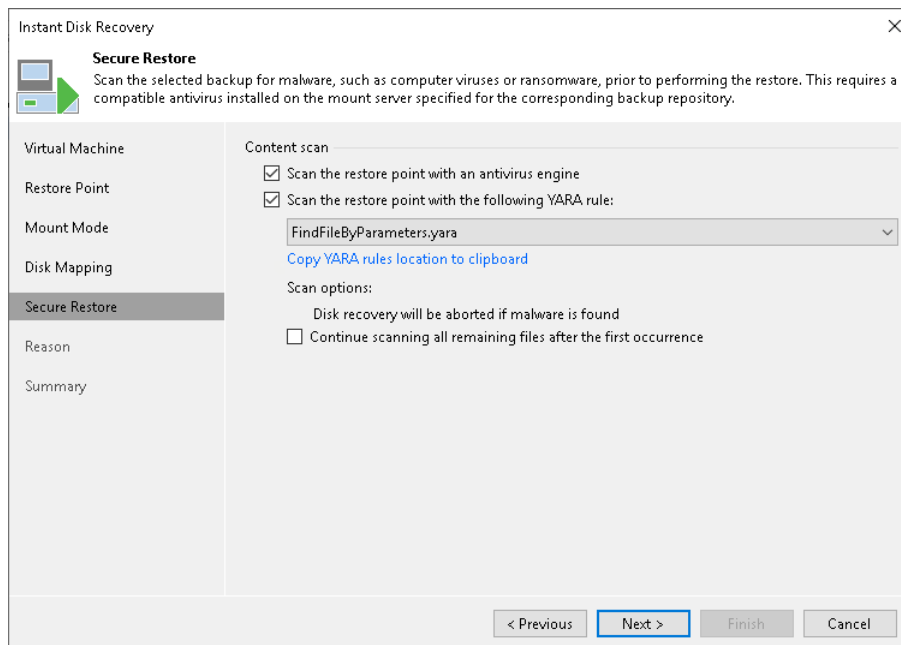 Instant Disk Recovery
Secure Restore
Scan the selected backup for malware, such as computer viruses or ransomware, prior to performing the restore. This requires a
compatible antivirus installed on the mount server specified for the corresponding backup repository.
Virtual Machine
Restore Point
Mount Mode
Disk Mapping
Secure Restore
Reason
Summary
Content scan
Scan the restore point with an antivirus engine
Scan the restore point with the following YARA rule:
FindFileByParameters.yara
Copy YARA rules location to clipboard
Scan options:
Disk recovery will be aborted if malware is found
Continue scanning all remaining files after the first occurrence
< Previous
Next >
Finish
Cancel